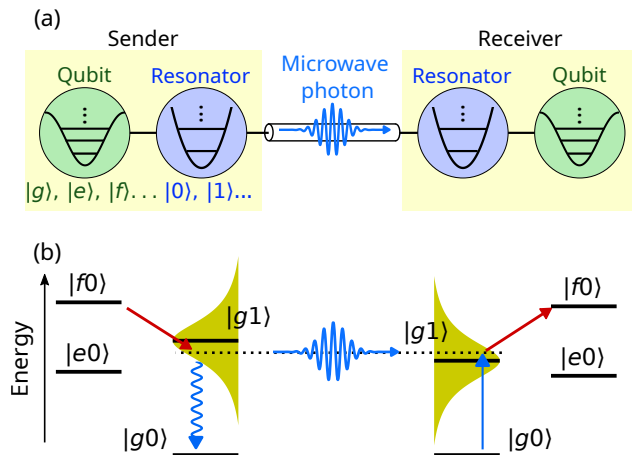 (a)
Sender
Receiver
Qubit
Resonator
Microwave
photon
Resonator
Qubit
|g⟩, |e⟩, |f⟩... |0⟩, |1⟩...
(b)
Energy
|f0⟩
|e0⟩
|g1⟩
|g0⟩
|g1⟩
|g0⟩
|f0⟩
|e0⟩